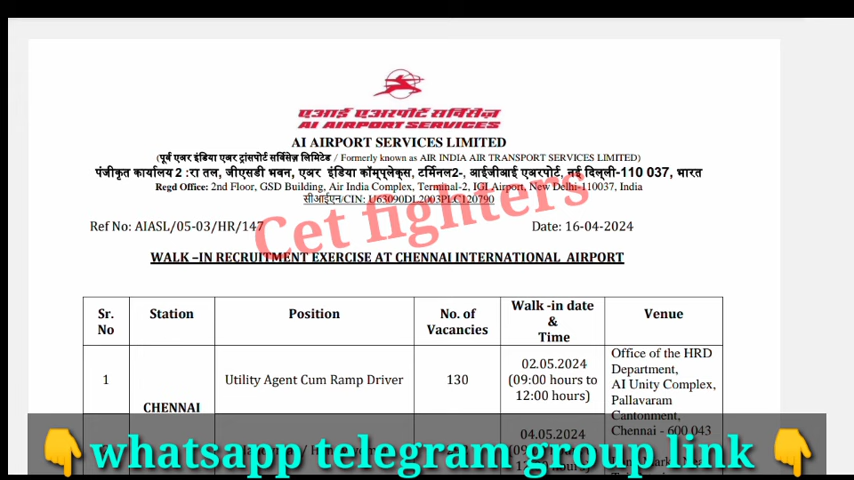 एआई एअरपोर्ट सर्विसेज़
AI AIRPORT SERVICES
AI AIRPORT SERVICES LIMITED
(पूर्व एअर इंडिया एअर ट्रांसपोर्ट सर्विसेज़ लिमिटेड / Formerly known as AIR INDIA AIR TRANSPORT SERVICES LIMITED)
पंजीकृत कार्यालय 2 :रा तल, जीएसडी भवन, एअर इंडिया कॉम्प्लेक्स, टर्मिनल2-, आईजीआई एअरपोर्ट, नई दिल्ली-110 037, भारत
Regd Office: 2nd Floor, GSD Building, Air India Complex, Terminal-2, IGI Airport, New Delhi-110037, India
सीआईएन/CIN: U63090DL2003PLC120790
Cet fighters
Ref No: AIASL/05-03/HR/147 Date: 16-04-2024
WALK –IN RECRUITMENT EXERCISE AT CHENNAI INTERNATIONAL AIRPORT
Sr. No Station Position No. of Vacancies Walk -in date & Time Venue
1 CHENNAI Utility Agent Cum Ramp Driver 130 02.05.2024 (09:00 hours to 12:00 hours)
Office of the HRD
Department,
AI Unity Complex,
Pallavaram
Cantonment,
Chennai - 600 043
04.05.2024
whatsapp telegram group link